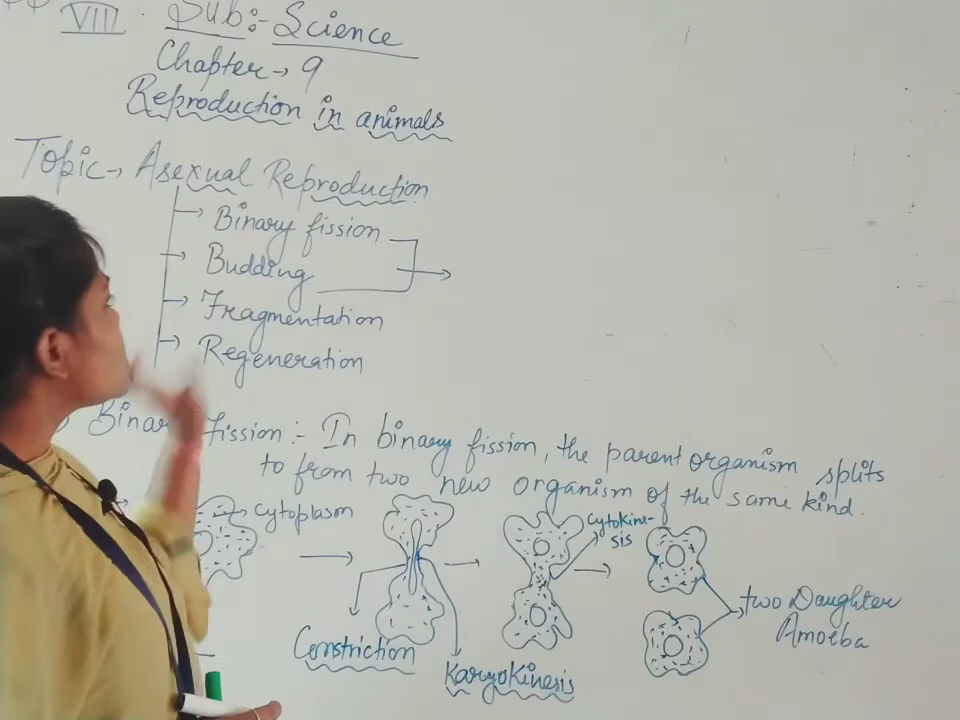 VIII Sub:- Science
Chapter → 9
Reproduction in animals
Topic → Asexual Reproduction
Binary fission
Budding
Fragmentation
Regeneration
Binary fission :- In binary fission, the parent organism splits
to from two new organism of the same kind.
Cytoplasm
Cytokine-
sis
Constriction
Karyokinesis
two Daughter
Amoeba